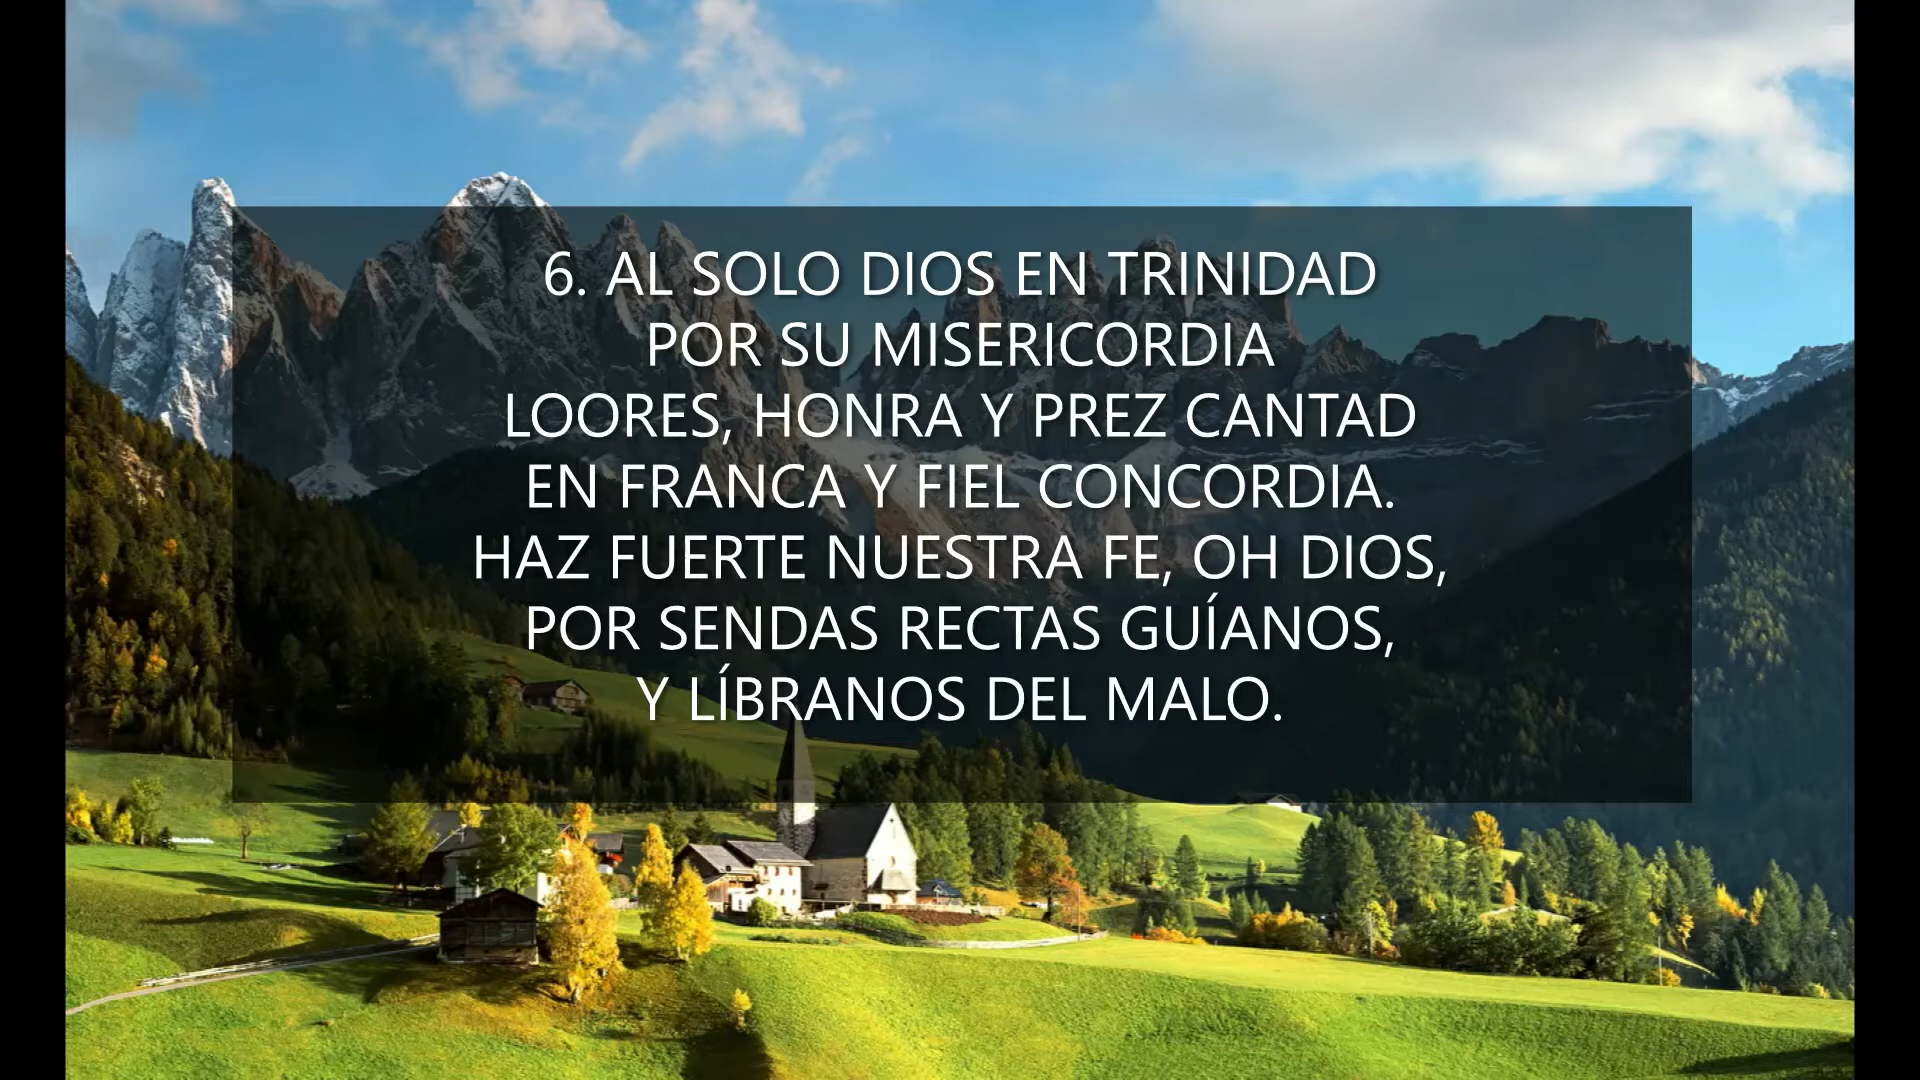 6. AL SOLO DIOS EN TRINIDAD
POR SU MISERICORDIA
LOORES, HONRA Y PREZ CANTAD
EN FRANCA Y FIEL CONCORDIA.
HAZ FUERTE NUESTRA FE, OH DIOS,
POR SENDAS RECTAS GUÍANOS,
Y LÍBRANOS DEL MALO.